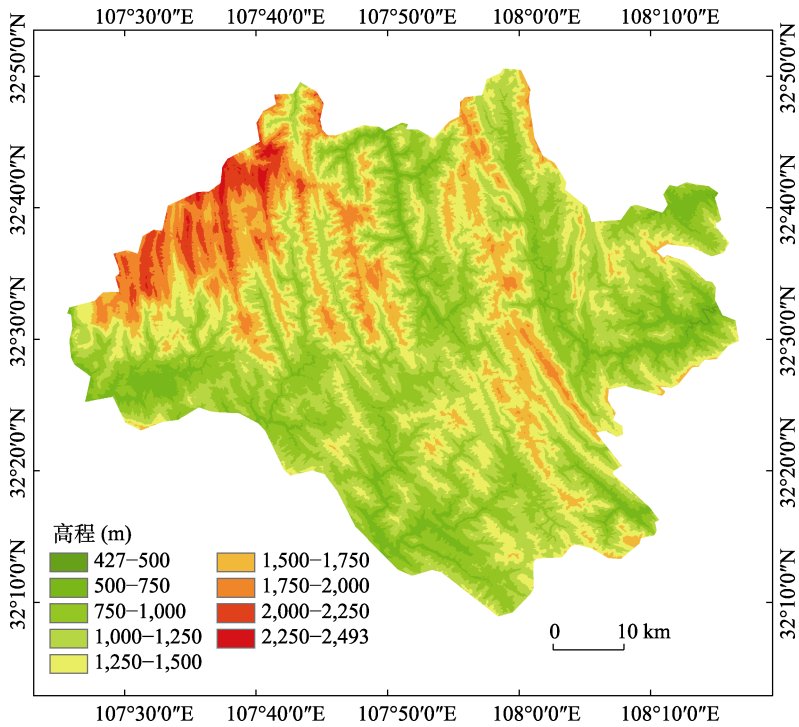 107°30′0″E 107°40′0″E 107°50′0″E 108°0′0″E 108°10′0″E
32°50′0″N
32°40′0″N
32°30′0″N
32°20′0″N
32°10′0″N
32°50′0″N
32°40′0″N
32°30′0″N
32°20′0″N
32°10′0″N
高程 (m)
427−500
500−750
750−1,000
1,000−1,250
1,250−1,500
1,500−1,750
1,750−2,000
2,000−2,250
2,250−2,493
0 10 km
107°30′0″E 107°40′0″E 107°50′0″E 108°0′0″E 108°10′0″E